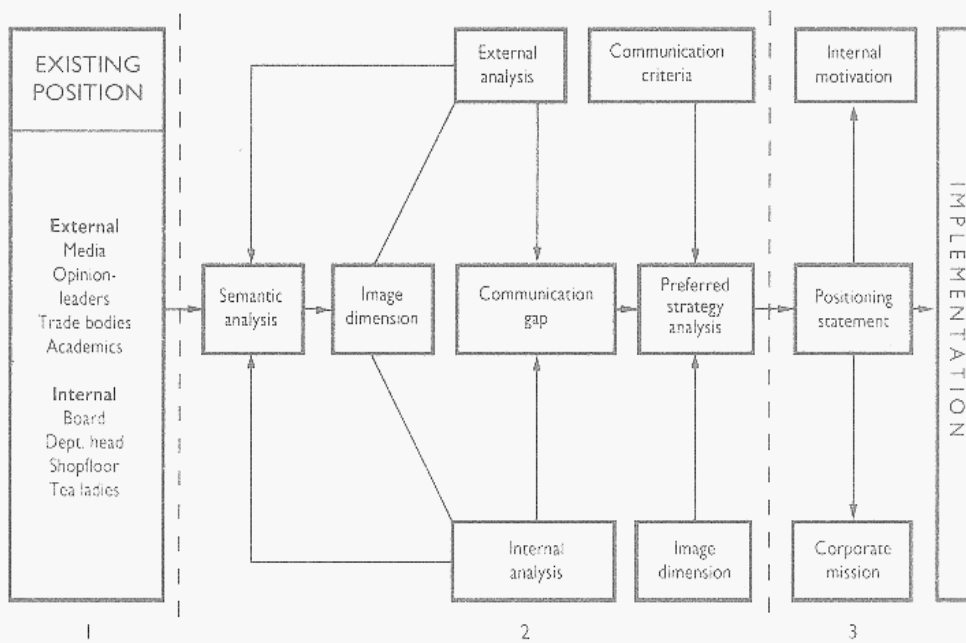 EXISTING
POSITION
External
Media
Opinion-
leaders
Trade bodies
Academics
Internal
Board
Dept. head
Shopfloor
Tea ladies
1
External
analysis
Communication
criteria
Semantic
analysis
Image
dimension
Communication
gap
Preferred
strategy
analysis
Internal
analysis
Image
dimension
2
Internal
motivation
Positioning
statement
Corporate
mission
3
IMPLEMENTATION